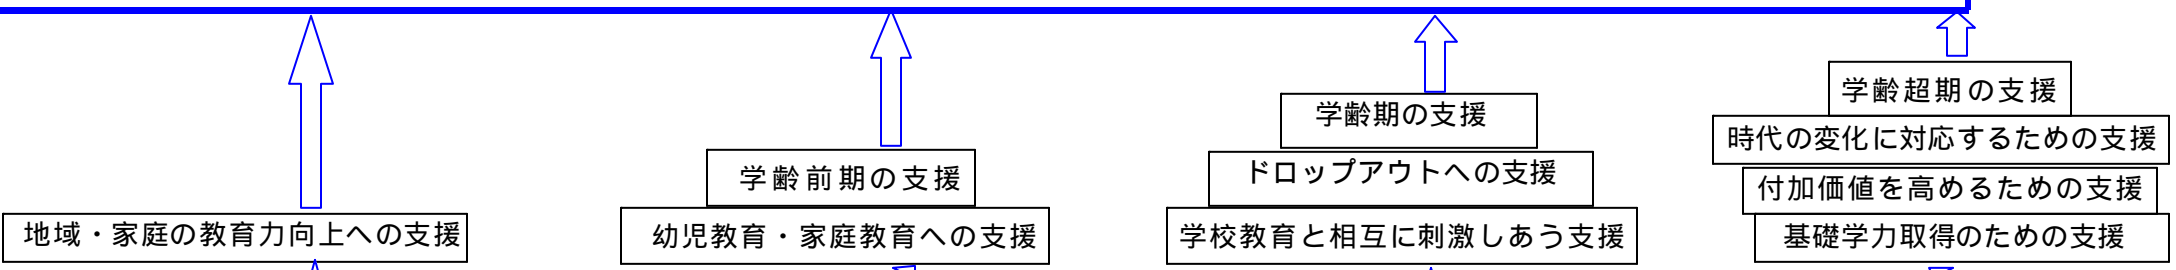 地域・家庭の教育力向上への支援
学齢前期の支援
幼児教育・家庭教育への支援
学齢期の支援
ドロップアウトへの支援
学校教育と相互に刺激しあう支援
学齢超期の支援
時代の変化に対応するための支援
付加価値を高めるための支援
基礎学力取得のための支援